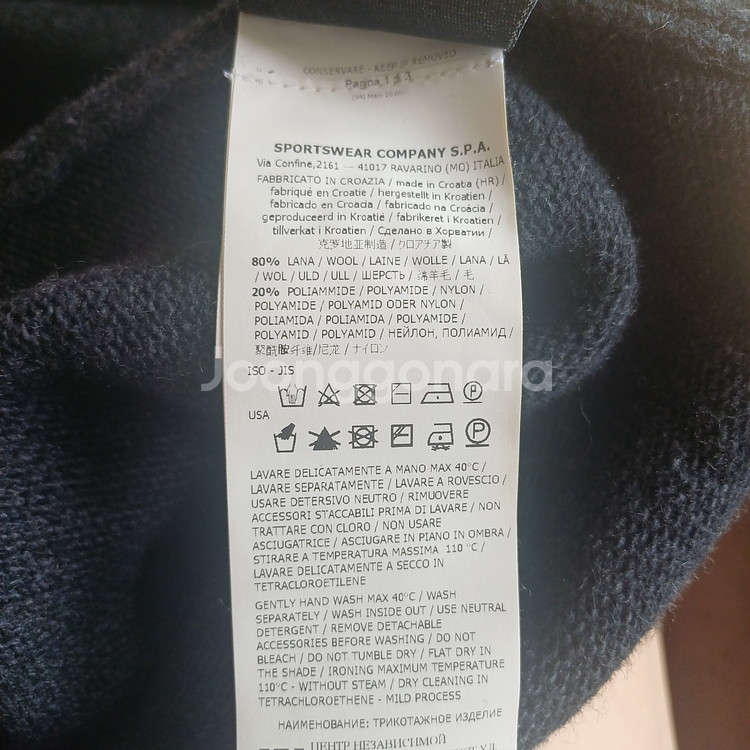 CONSERVARE - KEEP IF REMOVED
Pagina 1 di 3
SPORTSWEAR COMPANY S.P.A.
Via Confine,2161 — 41017 RAVARINO (MO) ITALIA
FABBRICATO IN CROAZIA / made in Croatia (HR) /
fabriqué en Croatie / hergestellt in Kroatien /
fabricado en Croacia / fabricado na Croácia /
geproduceerd in Kroatië / fabrikeret i Kroatien /
tillverkat i Kroatien / Сделано в Хорватии /
克罗地亚制造 / クロアチア製
80% LANA / WOOL / LAINE / WOLLE / LANA / LÃ
/ WOL / ULD / ULL / ШЕРСТЬ / 绵羊毛 / 毛
20% POLIAMMIDE / POLYAMIDE / NYLON /
POLYAMIDE / POLYAMID ODER NYLON /
POLIAMIDA / POLIAMIDA / POLYAMIDE /
POLYAMID / POLYAMID / НЕЙЛОН, ПОЛИАМИД /
聚酰胺纤维/尼龙 / ナイロン
ISO - JIS
Joonggonara
USA
LAVARE DELICATAMENTE A MANO MAX 40°C /
LAVARE SEPARATAMENTE / LAVARE A ROVESCIO /
USARE DETERSIVO NEUTRO / RIMUOVERE
ACCESSORI STACCABILI PRIMA DI LAVARE / NON
TRATTARE CON CLORO / NON USARE
ASCIUGATRICE / ASCIUGARE IN PIANO IN OMBRA /
STIRARE A TEMPERATURA MASSIMA 110 °C /
LAVARE DELICATAMENTE A SECCO IN
TETRACLOROETILENE
GENTLY HAND WASH MAX 40°C / WASH
SEPARATELY / WASH INSIDE OUT / USE NEUTRAL
DETERGENT / REMOVE DETACHABLE
ACCESSORIES BEFORE WASHING / DO NOT
BLEACH / DO NOT TUMBLE DRY / FLAT DRY IN
THE SHADE / IRONING MAXIMUM TEMPERATURE
110°C - WITHOUT STEAM / DRY CLEANING IN
TETRACHLOROETHENE - MILD PROCESS
НАИМЕНОВАНИЕ: ТРИКОТАЖНОЕ ИЗДЕЛИЕ
ЦЕНТР НЕЗАВИСИМОЙ